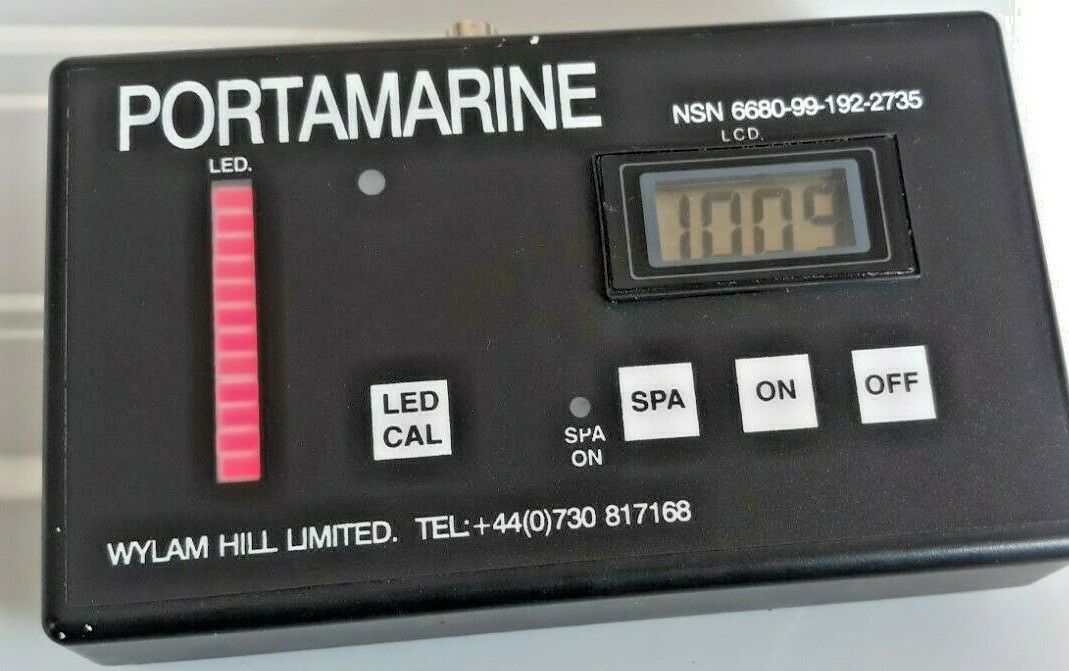 PORTAMARINE
NSN 6680-99-192-2735
LED.
LCD.
1009
LED
CAL
SPA
ON
SPA
ON
OFF
WYLAM HILL LIMITED. TEL:+44(0)730 817168